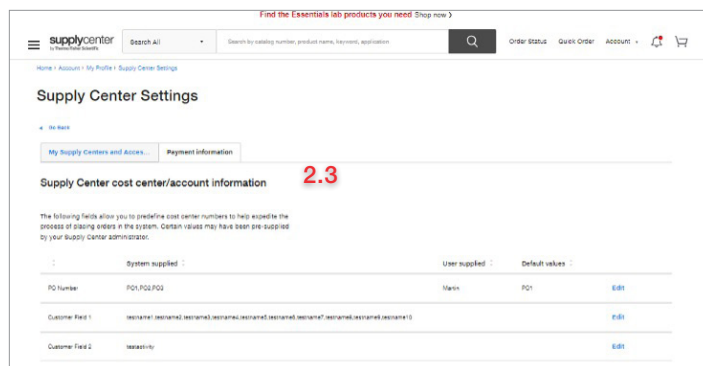 Find the Essentials lab products you need Shop now >
supplycenter
by Thermo Fisher Scientific
Search All
Search by catalog number, product name, keyword, application
Order Status Quick Order Account
Home > Account > My Profile > Supply Center Settings
Supply Center Settings
Go Back
My Supply Centers and Acces... Payment information
2.3
Supply Center cost center/account information
The following fields allow you to predefine cost center numbers to help expedite the
process of placing orders in the system. Certain values may have been pre-supplied
by your Supply Center administrator.
: System supplied : User supplied : Default values :
PO Number PO1,PO2,PO3 PO1 Edit
Customer Field 1 testname1,testname2,testname3,testname4,testname5,testname6,testname7,testname8,testname9,testname10 Edit
Customer Field 2 testactivity Edit